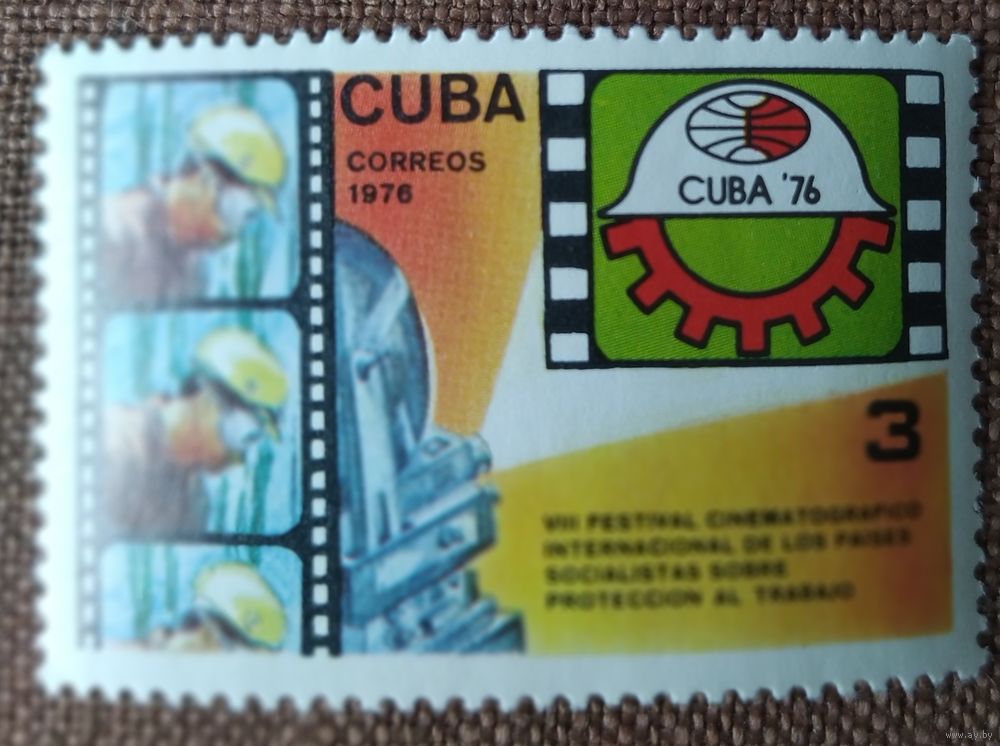 CUBA
CORREOS
1976
CUBA '76
3
VIII FESTIVAL CINEMATOGRAFICO
INTERNACIONAL DE LOS PAISES
SOCIALISTAS SOBRE
PROTECCION AL TRABAJO
www.ay.by